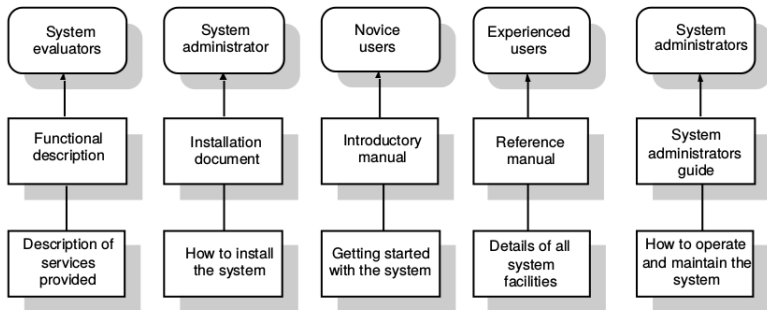 System
evaluators
System
administrator
Novice
users
Experienced
users
System
administrators
Functional
description
Installation
document
Introductory
manual
Reference
manual
System
administrators
guide
Description of
services
provided
How to install
the system
Getting started
with the system
Details of all
system
facilities
How to operate
and maintain the
system